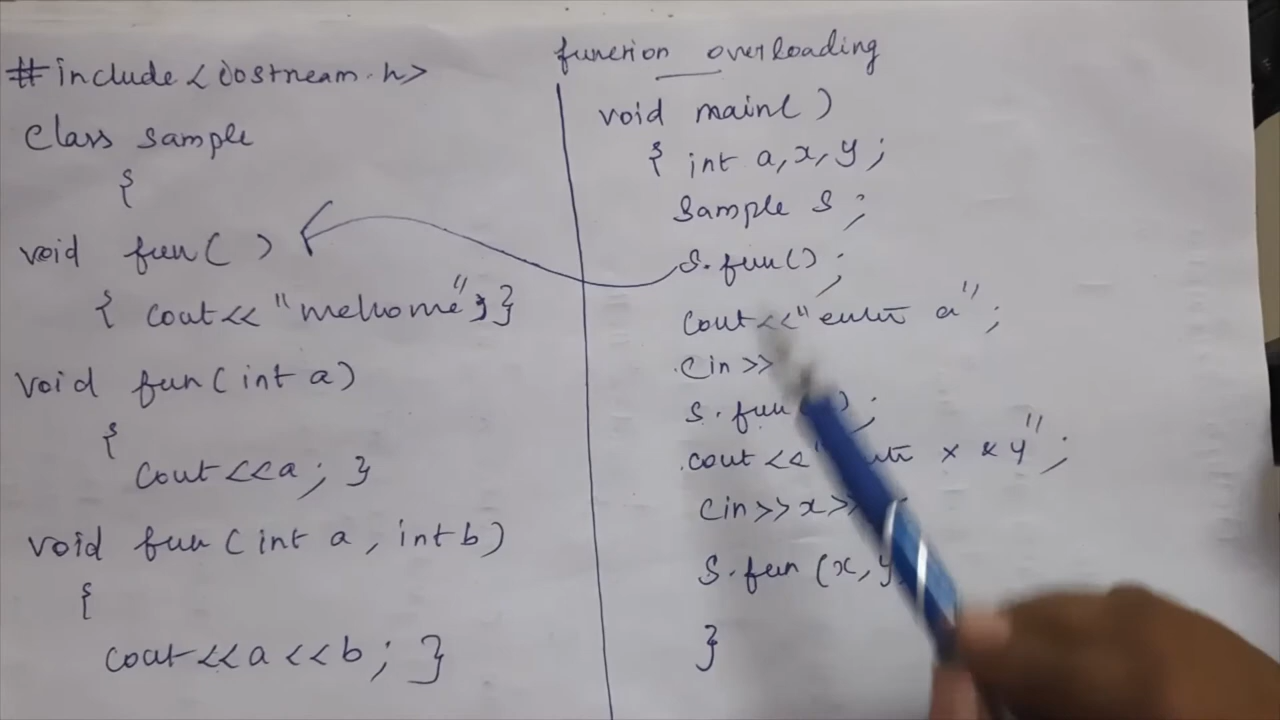 function overloading
#include<iostream.h>
Class Sample
{
void fun( )
{ cout<< "welcome"; }
void fun(int a)
{
Cout<<a; }
void fun(int a, int b)
{
cout<<a<<b; }
void main( )
{ int a,x,y;
Sample S;
S.fun();
Cout<<"enter a";
Cin>>
S.fun( );
cout<<" x & y";
Cin>>x>>
S.fun(x,y
}